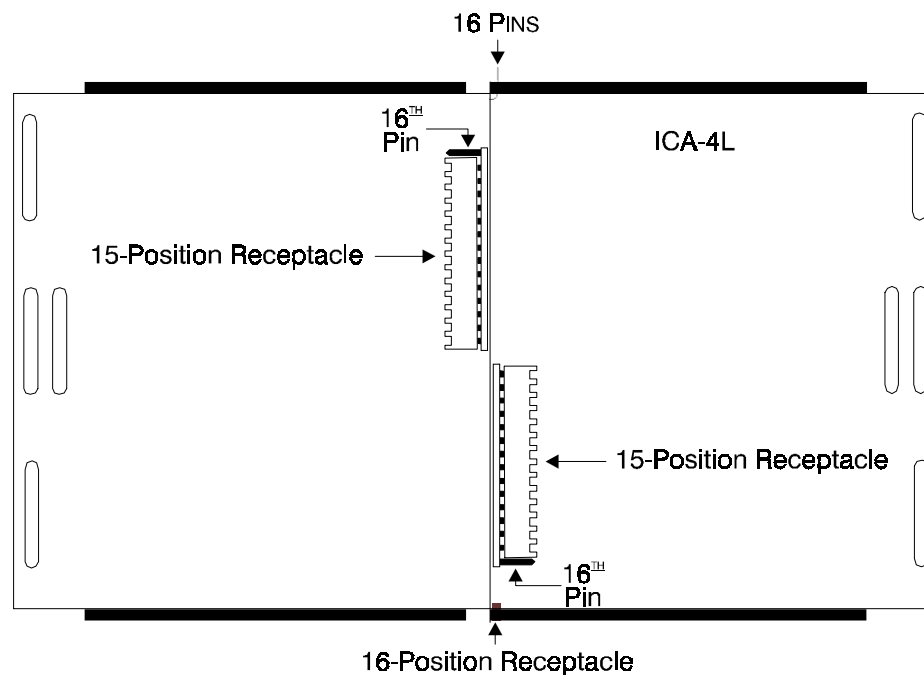 16 PINS
16TH
Pin
ICA-4L
15-Position Receptacle
15-Position Receptacle
16TH
Pin
16-Position Receptacle